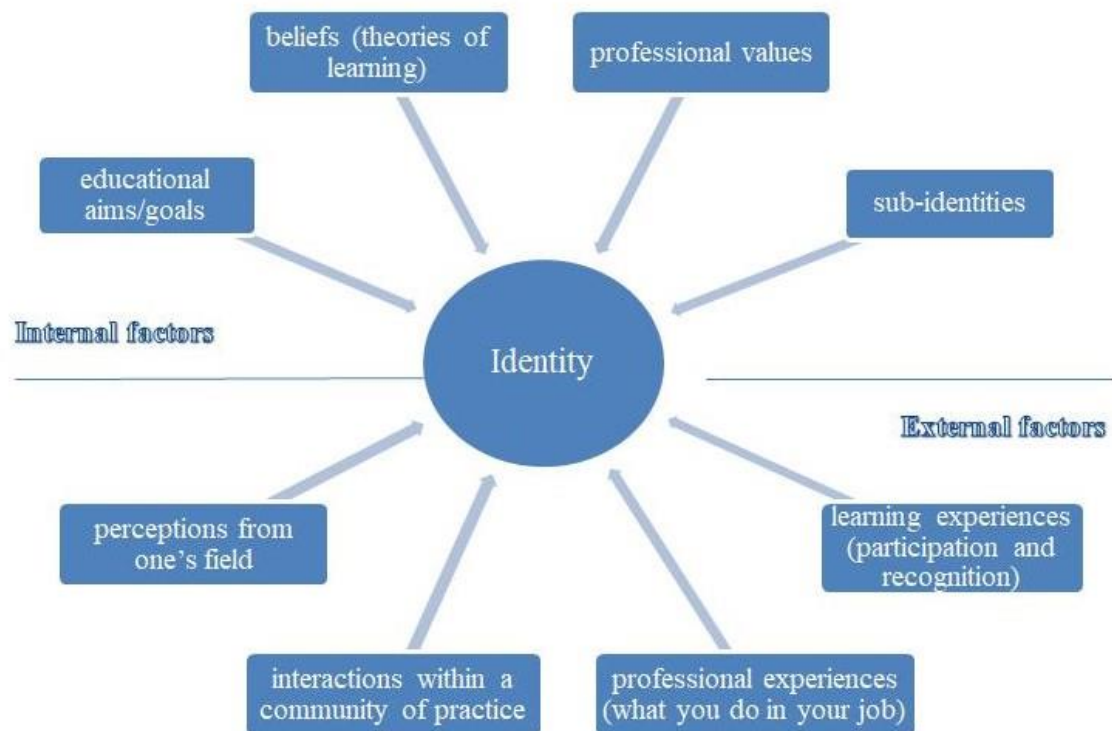 beliefs (theories of
learning)
professional values
educational
aims/goals
sub-identities
Internal factors
Identity
External factors
perceptions from
one’s field
learning experiences
(participation and
recognition)
interactions within a
community of practice
professional experiences
(what you do in your job)